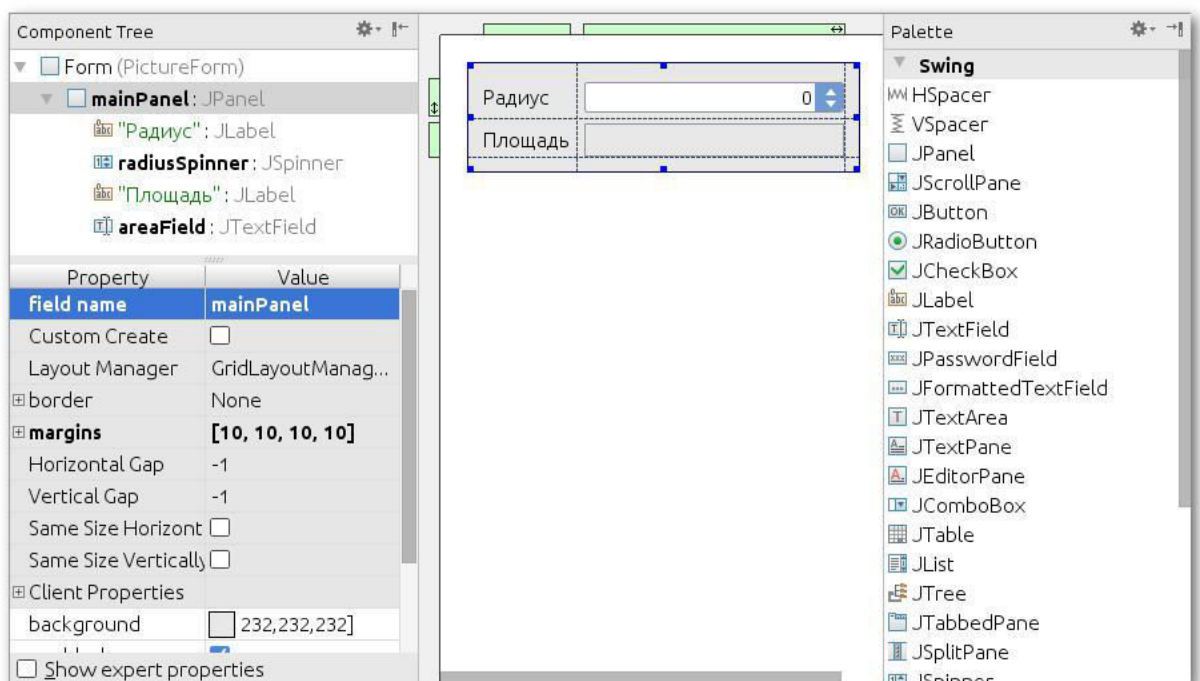 Component Tree
Form (PictureForm)
mainPanel : JPanel
"Радиус" : JLabel
radiusSpinner : JSpinner
"Площадь" : JLabel
areaField : JTextField
Property Value
field name mainPanel
Custom Create
Layout Manager GridLayoutManag...
border None
margins [10, 10, 10, 10]
Horizontal Gap -1
Vertical Gap -1
Same Size Horizont
Same Size Vertically
Client Properties
background 232,232,232]
Show expert properties
Радиус 0
Площадь
Palette
Swing
HSpacer
VSpacer
JPanel
JScrollPane
OK JButton
JRadioButton
JCheckBox
JLabel
JTextField
JPasswordField
JFormattedTextField
JTextArea
JTextPane
JEditorPane
JComboBox
JTable
JList
JTree
JTabbedPane
JSplitPane
JSpinner